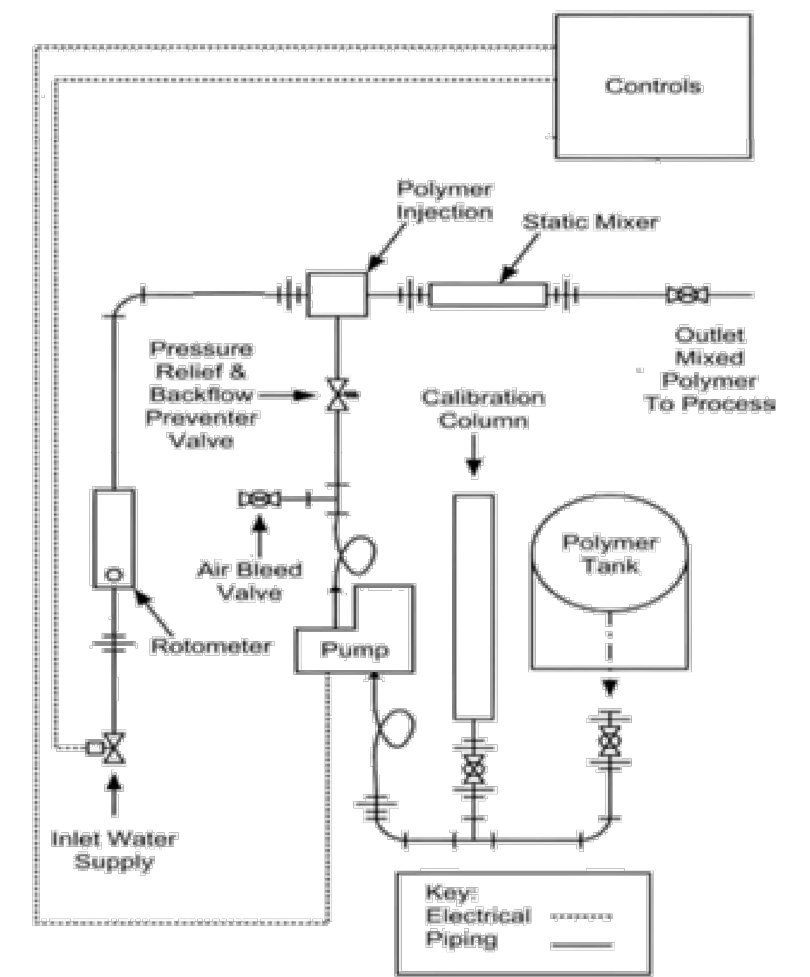 Controls
Polymer
Injection
Static Mixer
Pressure
Relief &
Backflow
Preventer
Valve
Outlet
Mixed
Polymer
To Process
Calibration
Column
Air Bleed
Valve
Polymer
Tank
Rotometer
Pump
Inlet Water
Supply
Key:
Electrical
Piping